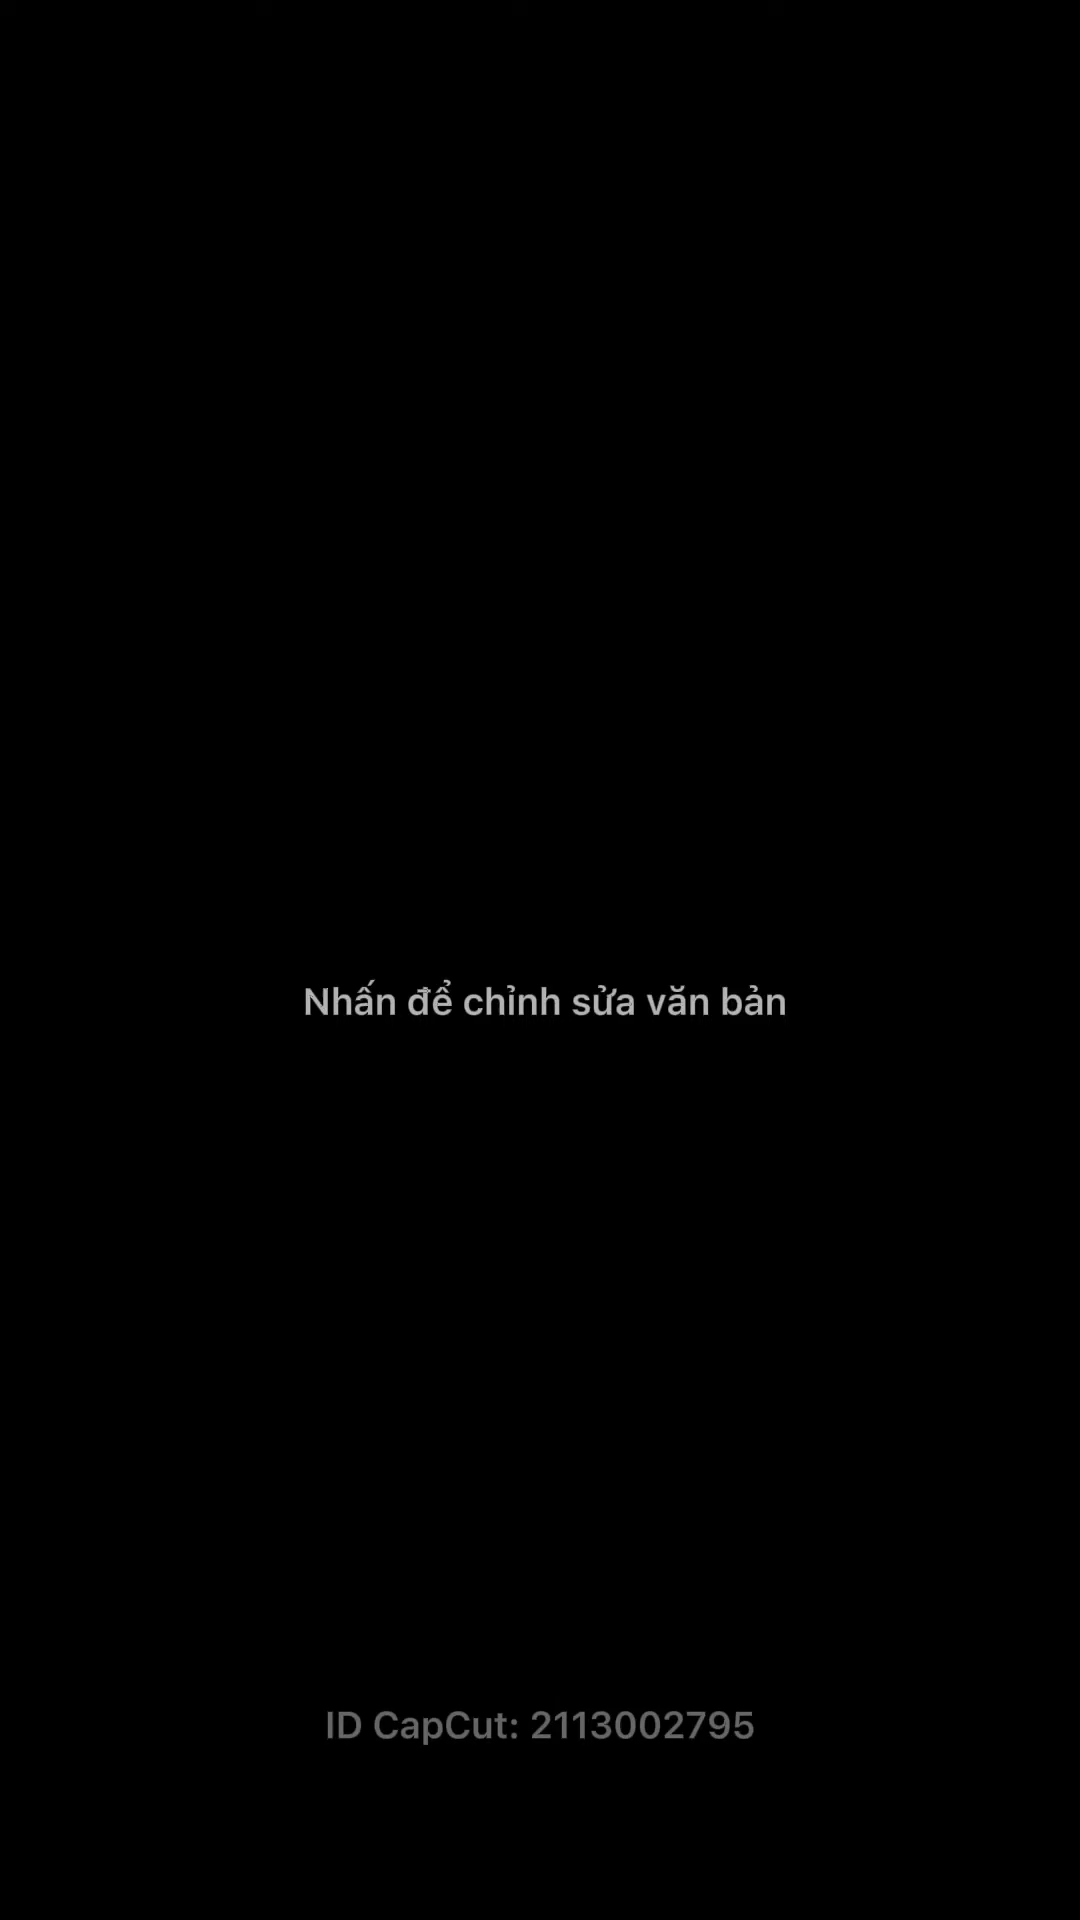 Nhấn để chỉnh sửa văn bản
ID CapCut: 2113002795